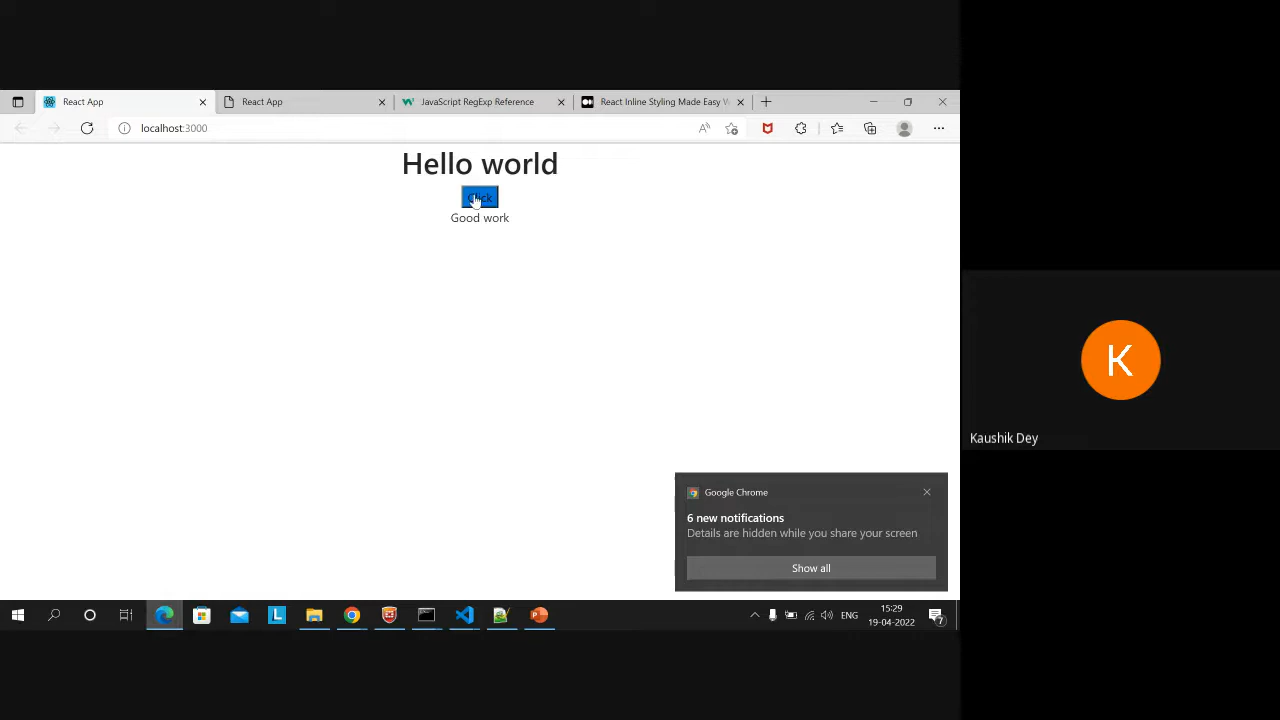 React App
React App
JavaScript RegExp Reference
React Inline Styling Made Easy
localhost:3000
Hello world
Click
Good work
K
Kaushik Dey
Google Chrome
6 new notifications
Details are hidden while you share your screen
Show all
ENG
15:29
19-04-2022
7